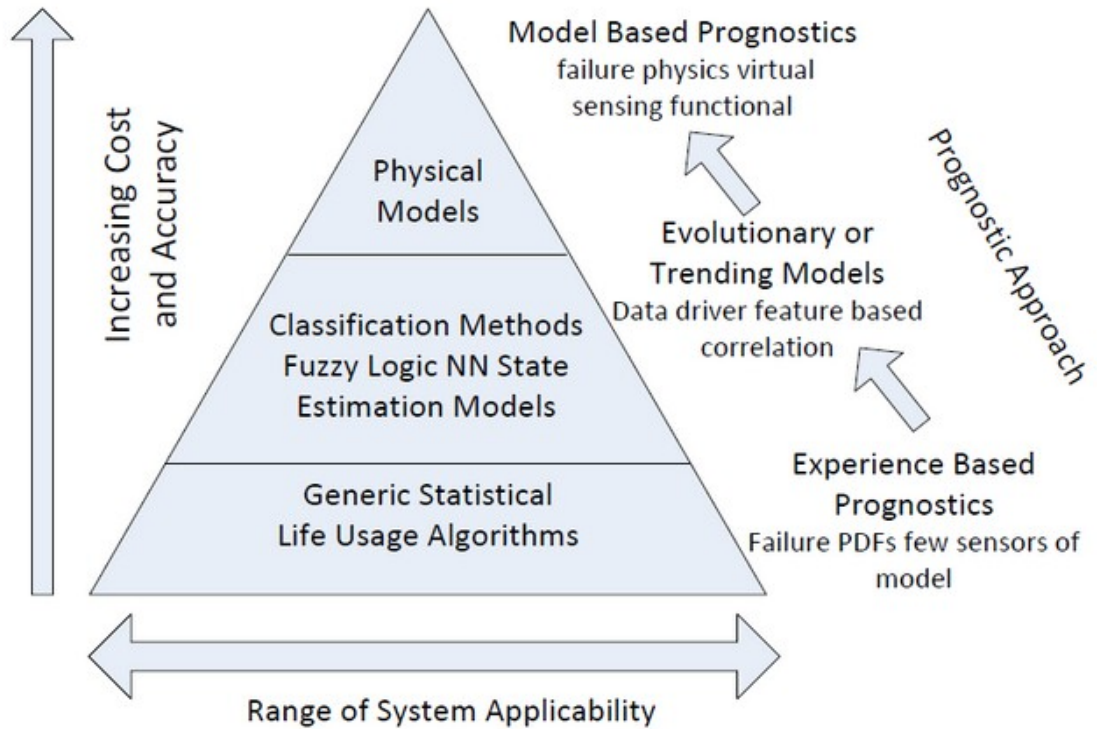 Increasing Cost
and Accuracy
Physical
Models
Classification Methods
Fuzzy Logic NN State
Estimation Models
Generic Statistical
Life Usage Algorithms
Model Based Prognostics
failure physics virtual
sensing functional
Evolutionary or
Trending Models
Data driver feature based
correlation
Experience Based
Prognostics
Failure PDFs few sensors of
model
Prognostic Approach
Range of System Applicability